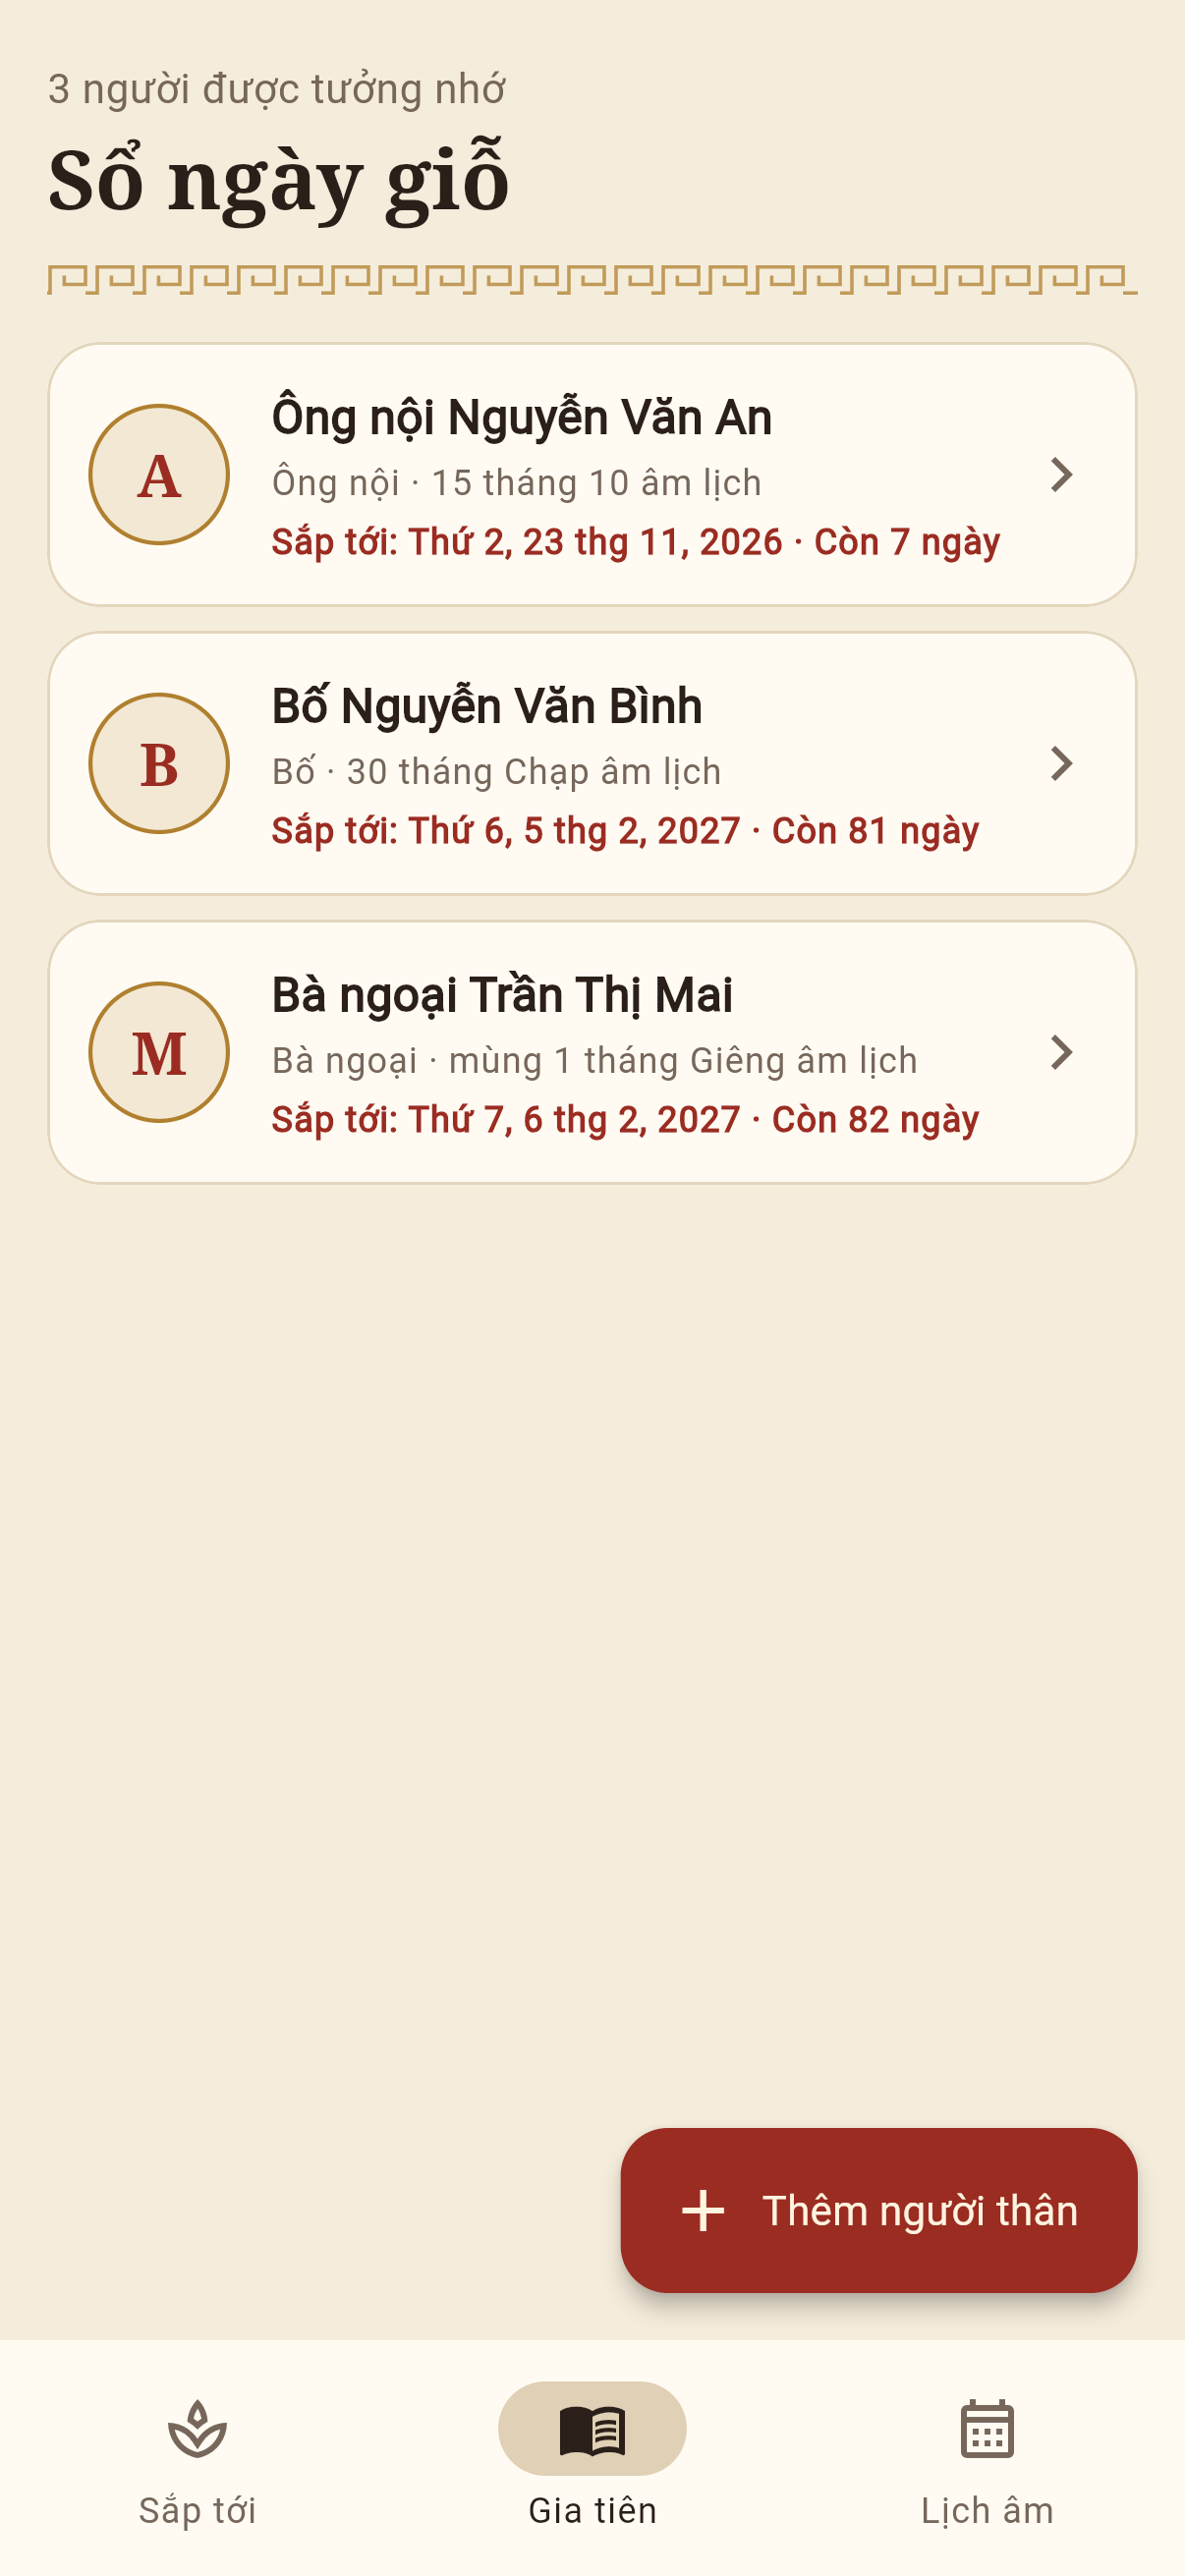 3 người được tưởng nhớ
Sổ ngày giỗ
A
Ông nội Nguyễn Văn An
Ông nội · 15 tháng 10 âm lịch
Sắp tới: Thứ 2, 23 thg 11, 2026 · Còn 7 ngày
B
Bố Nguyễn Văn Bình
Bố · 30 tháng Chạp âm lịch
Sắp tới: Thứ 6, 5 thg 2, 2027 · Còn 81 ngày
M
Bà ngoại Trần Thị Mai
Bà ngoại · mùng 1 tháng Giêng âm lịch
Sắp tới: Thứ 7, 6 thg 2, 2027 · Còn 82 ngày
Thêm người thân
Sắp tới
Gia tiên
Lịch âm